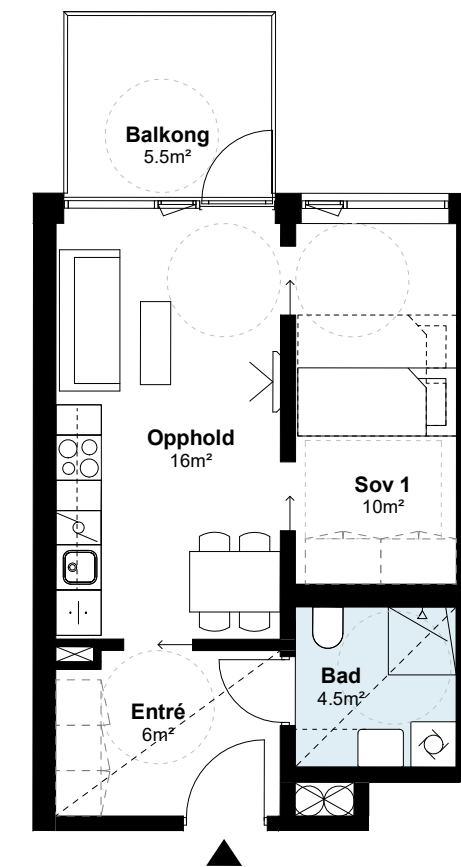 Balkong
5.5m²
Opphold
16m²
Sov 1
10m²
Bad
4.5m²
Entré
6m²